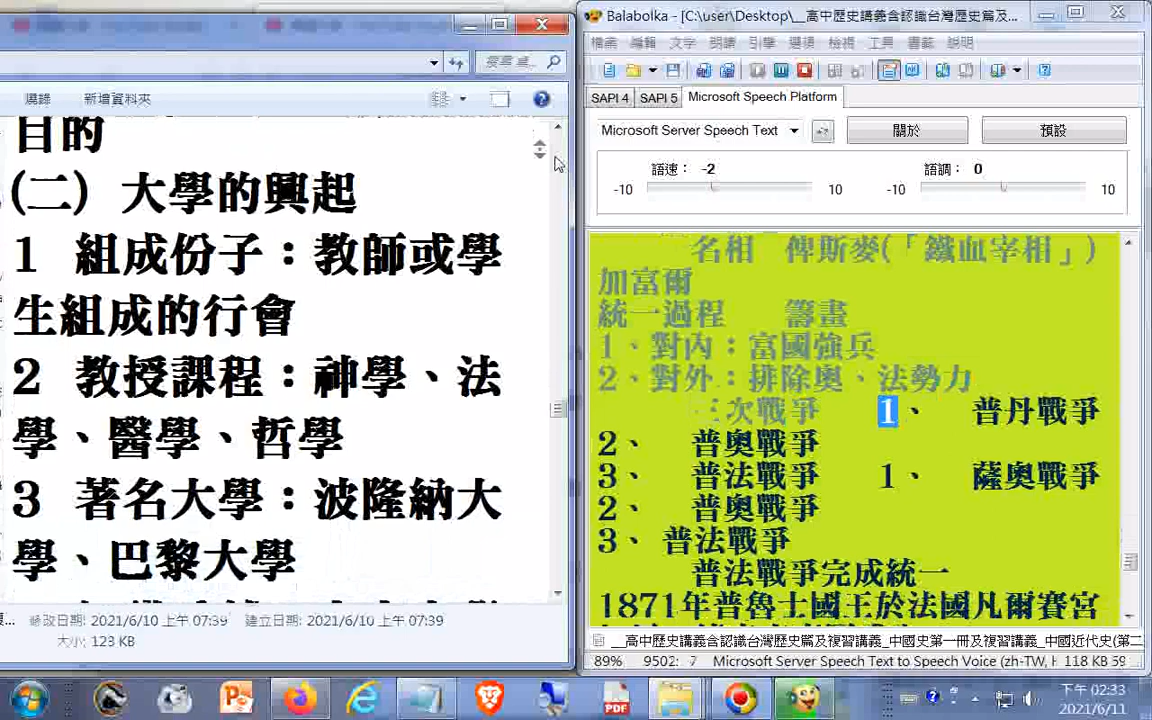 搜尋 桌...
燒錄
新增資料夾
目的
(二) 大學的興起
1 組成份子：教師或學
生組成的行會
2 教授課程：神學、法
學、醫學、哲學
3 著名大學：波隆納大
學、巴黎大學
修改日期: 2021/6/10 上午 07:39
建立日期: 2021/6/10 上午 07:39
大小: 123 KB
Balabolka - [C:\user\Desktop\__高中歷史講義含認識台灣歷史篇及...
檔案 編輯 文字 朗讀 引擎 選項 檢視 工具 書籤 說明
SAPI 4 SAPI 5 Microsoft Speech Platform
Microsoft Server Speech Text
關於
預設
語速： -2
語調： 0
-10 10 -10 10
名相 俾斯麥(「鐵血宰相」)
加富爾
統一過程 籌畫
1、對內：富國強兵
2、對外：排除奧、法勢力
三次戰爭 1、 普丹戰爭
2、 普奧戰爭
3、 普法戰爭 1、 薩奧戰爭
2、 普奧戰爭
3、 普法戰爭
普法戰爭完成統一
1871年普魯士國王於法國凡爾賽宮
__高中歷史講義含認識台灣歷史篇及複習講義_中國史第一冊及複習講義_中國近代史(第二
89% 9502: 7 Microsoft Server Speech Text to Speech Voice (zh-TW, H 118 KB 59
PDF
下午 02:33
2021/6/11